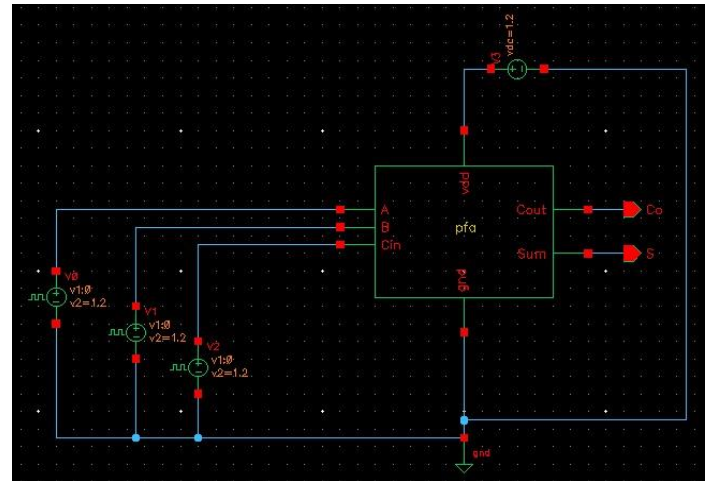 vdc=1.2
V3
vdd
A
B
Cin
pfa
Cout
Co
Sum
S
gnd
V0
v1:0
v2=1.2
V1
v1:0
v2=1.2
V2
v1:0
v2=1.2
gnd